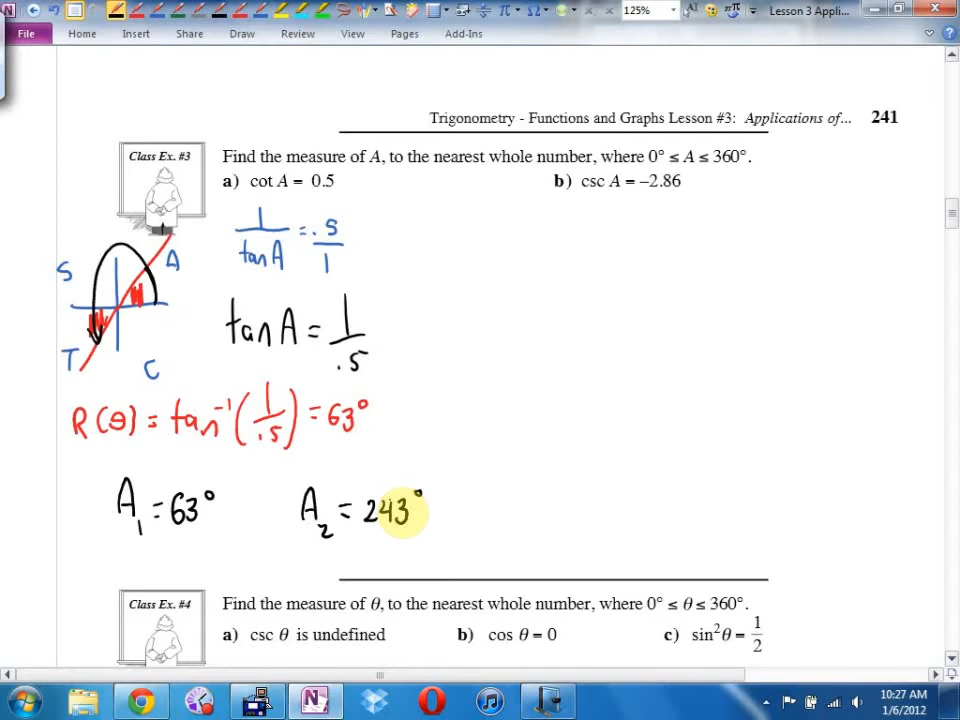 125%
Lesson 3 Appli...
File Home Insert Share Draw Review View Pages Add-Ins
Trigonometry - Functions and Graphs Lesson #3: Applications of... 241
Class Ex. #3
Find the measure of A, to the nearest whole number, where 0° ≤ A ≤ 360°.
a) cot A = 0.5
b) csc A = –2.86
1/tan A = .5/1
S A
T C
tan A = 1/.5
R(θ) = tan⁻¹(1/.5) = 63°
A₁ = 63° A₂ = 243°
Class Ex. #4
Find the measure of θ, to the nearest whole number, where 0° ≤ θ ≤ 360°.
a) csc θ is undefined b) cos θ = 0 c) sin²θ = 1/2
10:27 AM
1/6/2012